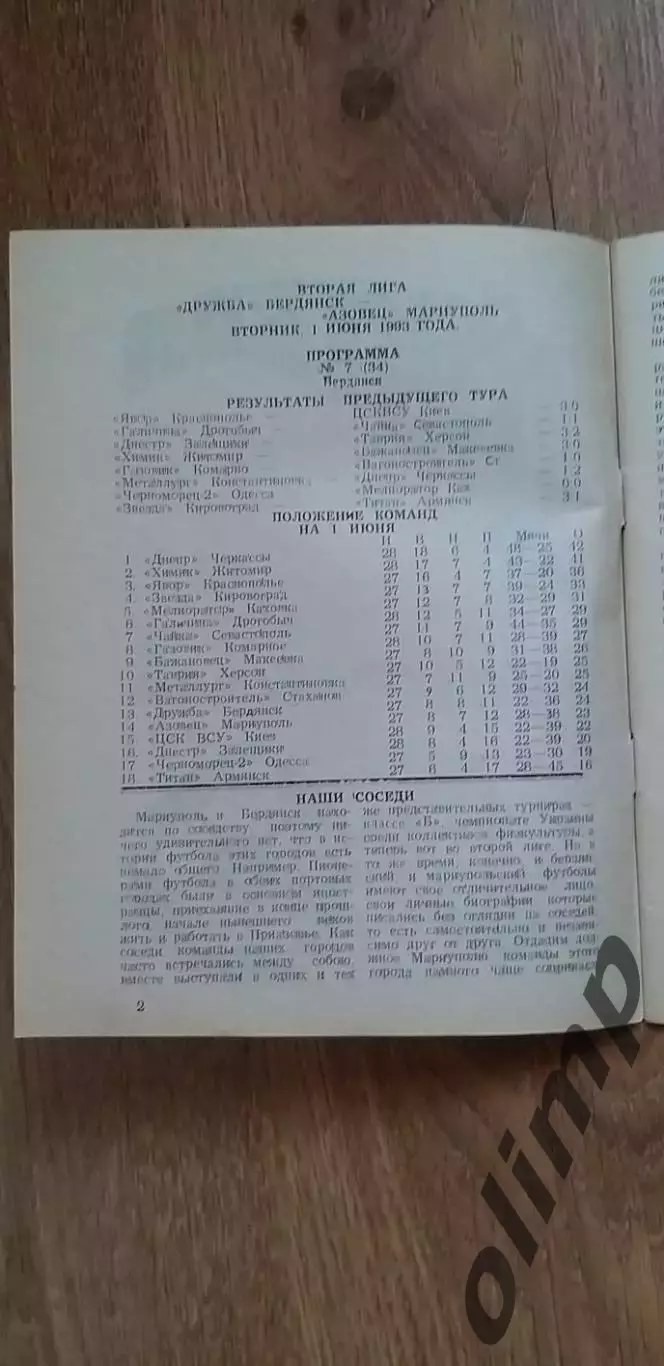 ВТОРАЯ ЛИГА
«ДРУЖБА» БЕРДЯНСК —
«АЗОВЕЦ» МАРИУПОЛЬ
ВТОРНИК, 1 ИЮНЯ 1993 ГОДА.
ПРОГРАММА
№ 7 (34)
Бердянск
РЕЗУЛЬТАТЫ ПРЕДЫДУЩЕГО ТУРА
«Явор» Краснополье — ЦСКВСУ Киев — 3:0
«Галичина» Дрогобыч — «Чайка» Севастополь — 1:1
«Днестр» Залещики — «Таврия» Херсон — 3:2
«Химик» Житомир — «Бажановец» Макеевка — 3:0
«Газовик» Комарно — «Вагоностроитель» Ст — 1:0
«Металлург» Константиновка — «Днепр» Черкассы — 1:2
«Черноморец-2» Одесса — «Мелиоратор» Ках — 0:0
«Звезда» Кировоград — «Титан» Армянск — 3:1
ПОЛОЖЕНИЕ КОМАНД
НА 1 ИЮНЯ
И В Н П Мячи О
1. «Днепр» Черкассы 28 18 6 4 48—25 42
2. «Химик» Житомир 28 17 7 4 43—22 41
3. «Явор» Краснополье 27 16 4 7 37—20 36
4. «Звезда» Кировоград 27 13 7 7 39—24 33
5. «Мелиоратор» Каховка 27 12 7 8 32—29 31
6 «Галичина» Дрогобыч 28 12 5 11 34—27 29
7 «Чайка» Севастополь 27 11 7 9 44—35 29
8 «Газовик» Комарное 28 10 7 11 28—39 27
9 «Бажановец» Макеевка 27 8 10 9 31—38 26
10 «Таврия» Херсон 27 10 5 12 22—19 25
11 «Металлург» Константиновка 27 7 11 9 25—20 25
12 «Вагоностроитель» Стаханов 27 9 6 12 29—32 24
13 «Дружба» Бердянск 27 8 8 11 22—36 24
14 «Азовец» Мариуполь 27 8 7 12 28—38 23
15 «ЦСК ВСУ» Киев 28 9 4 15 22—39 22
16. «Днестр» Залещики 28 8 4 16 22—39 20
17 «Черноморец-2» Одесса 27 5 9 13 23—30 19
18. «Титан» Армянск 27 6 4 17 28—45 16
НАШИ СОСЕДИ
Мариуполь и Бердянск нахо-
дятся по соседству, поэтому ни-
чего удивительного нет, что в ис-
тории футбола этих городов есть
немало общего. Например, Пионе-
рами футбола в обоих портовых
городах были в основном иност-
ранцы, приехавшие в конце прош-
лого, начале нынешнего веков
жить и работать в Приазовье. Как
соседи команды наших городов
часто встречались между собою,
вместе выступали в одних и тех
же представительных турнирах —
классе «Б», чемпионате Украины
среди коллективов физкультуры, а
теперь вот во второй лиге. Но в
то же время, конечно, и бердян-
ский и мариупольский футболы
имеют свое отличительное лицо,
свои личные биографии, которые
писались без оглядки на соседей,
то есть самостоятельно и незави-
симо друг от друга. Отдадим дол-
жное Мариуполю, команды этого
города намного чаще соприкас
2
olimp